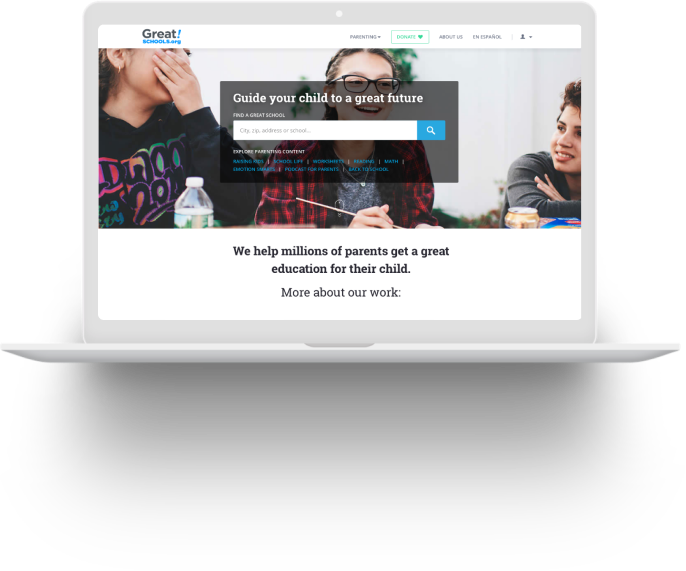 Great!
SCHOOLS.org
PARENTING
DONATE
ABOUT US
EN ESPAÑOL
Guide your child to a great future
FIND A GREAT SCHOOL
City, zip, address or school...
EXPLORE PARENTING CONTENT
RAISING KIDS | SCHOOL LIFE | WORKSHEETS | READING | MATH |
EMOTION SMARTS | PODCAST FOR PARENTS | BACK TO SCHOOL
We help millions of parents get a great
education for their child.
More about our work: